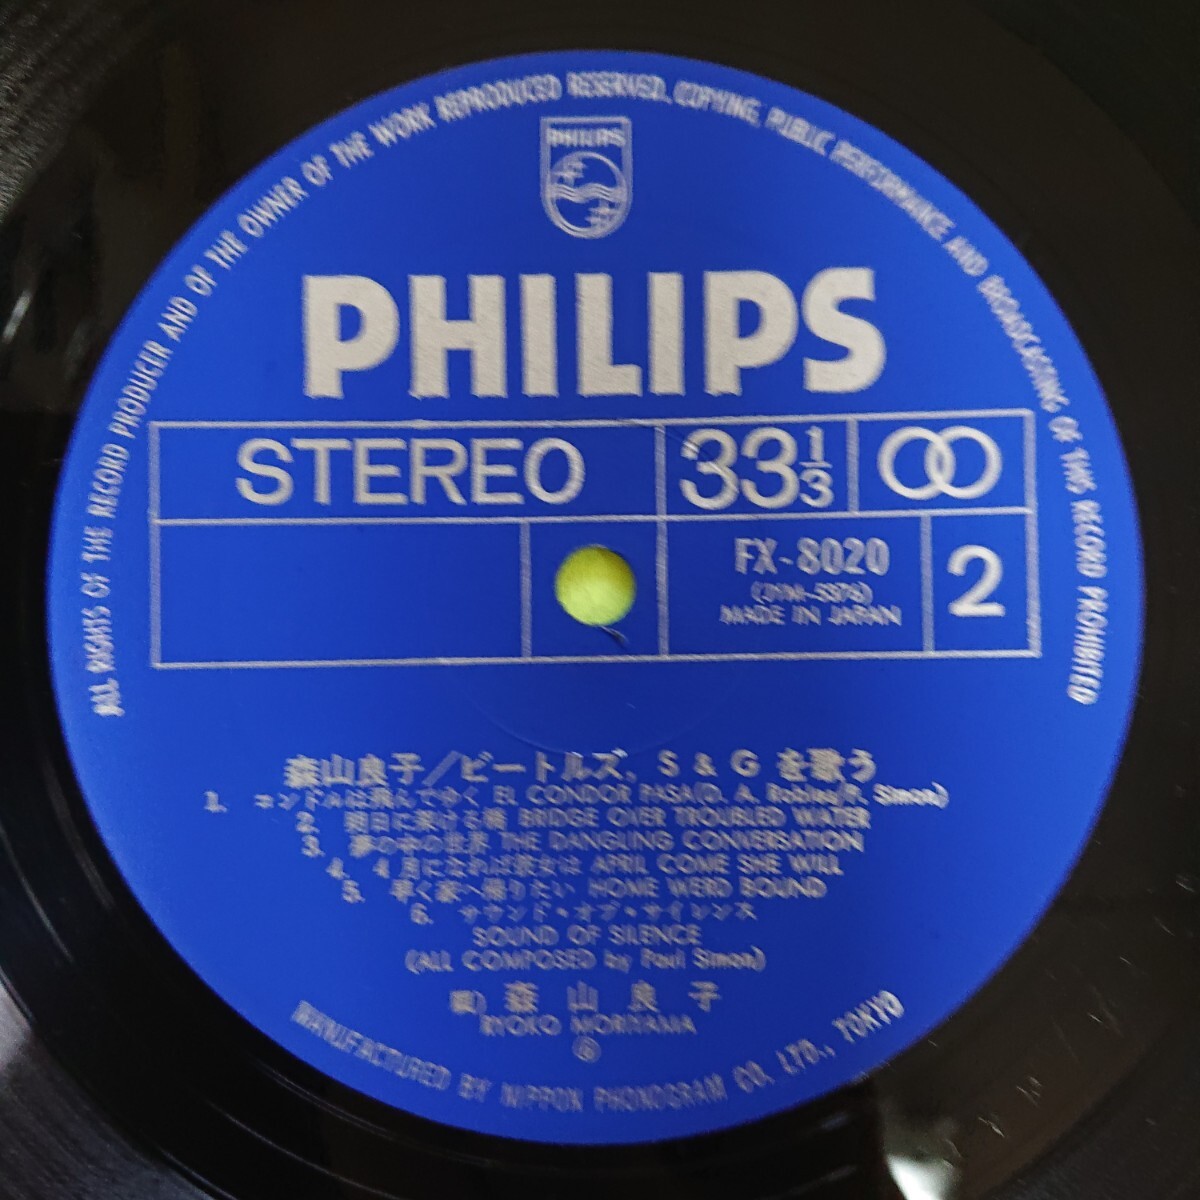 ALL RIGHTS OF THE RECORD PRODUCER AND OF THE OWNER OF THE WORK REPRODUCED RESERVED. COPYING, PUBLIC PERFORMANCE AND BROADCASTING OF THIS RECORD PROHIBITED
PHILIPS
PHILIPS
STEREO 33 1/3
FX-8020 2
(JYM-5376)
MADE IN JAPAN
森山良子/ビートルズ, S & G を歌う
1. コンドルは飛んでゆく EL CONDOR PASA(D. A. Robles/P. Simon)
2. 明日に架ける橋 BRIDGE OVER TROUBLED WATER
3. 夢の中の世界 THE DANGLING CONVERSATION
4. 4月になれば彼女は APRIL COME SHE WILL
5. 早く家へ帰りたい HOME WERD BOUND
6. サウンド・オブ・サイレンス
SOUND OF SILENCE
(ALL COMPOSED by Paul Simon)
唄) 森山良子
RYOKO MORIYAMA
MANUFACTURED BY NIPPON PHONOGRAM CO. LTD., TOKYO